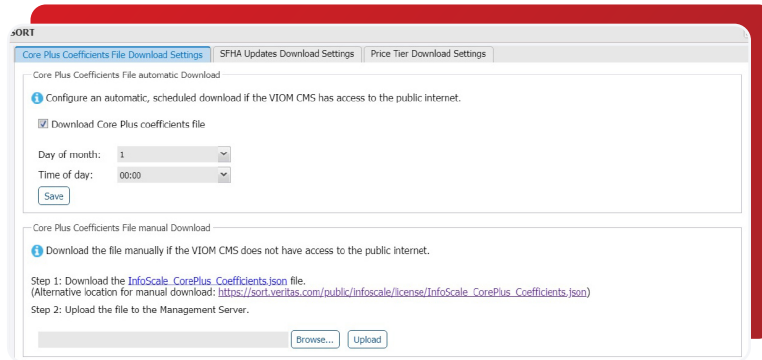 SORT
Core Plus Coefficients File Download Settings SFHA Updates Download Settings Price Tier Download Settings
Core Plus Coefficients File automatic Download
Configure an automatic, scheduled download if the VIOM CMS has access to the public internet.
Download Core Plus coefficients file
Day of month: 1
Time of day: 00:00
Save
Core Plus Coefficients File manual Download
Download the file manually if the VIOM CMS does not have access to the public internet.
Step 1: Download the InfoScale_CorePlus_Coefficients.json file.
(Alternative location for manual download: https://sort.veritas.com/public/infoscale/license/InfoScale_CorePlus_Coefficients.json)
Step 2: Upload the file to the Management Server.
Browse... Upload